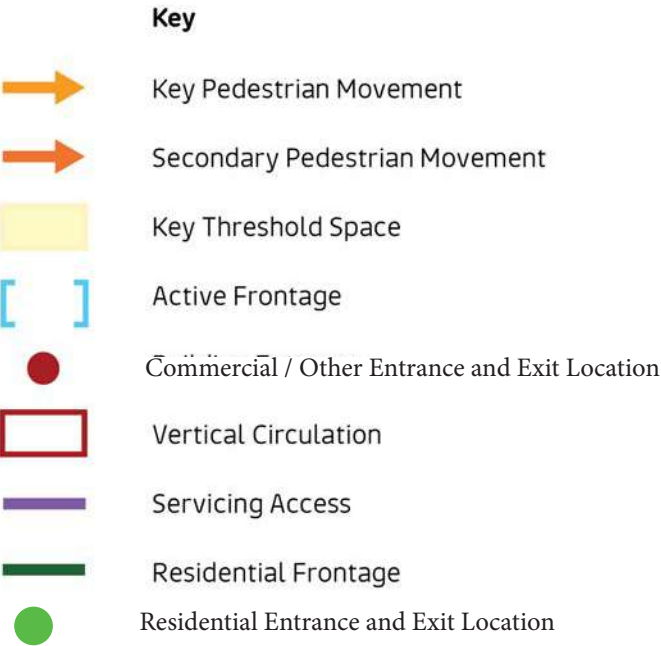 Key
Key Pedestrian Movement
Secondary Pedestrian Movement
Key Threshold Space
Active Frontage
Commercial / Other Entrance and Exit Location
Vertical Circulation
Servicing Access
Residential Frontage
Residential Entrance and Exit Location